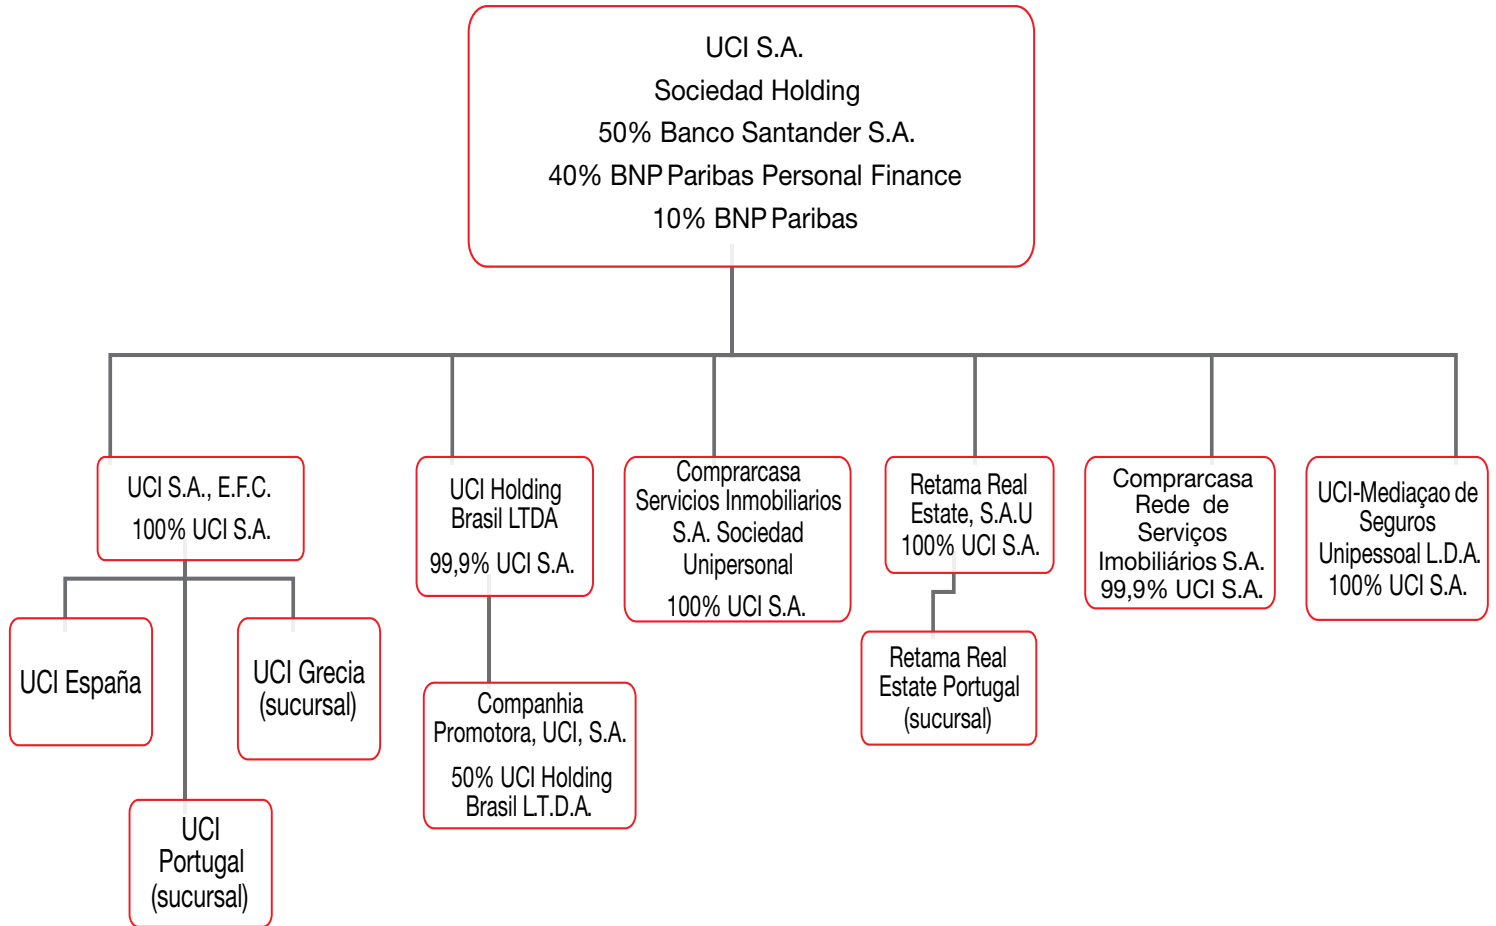 UCI S.A.
Sociedad Holding
50% Banco Santander S.A.
40% BNP Paribas Personal Finance
10% BNP Paribas
UCI S.A., E.F.C.
100% UCI S.A.
UCI Holding
Brasil LTDA
99,9% UCI S.A.
Comprarcasa
Servicios Inmobiliarios
S.A. Sociedad
Unipersonal
100% UCI S.A.
Retama Real
Estate, S.A.U
100% UCI S.A.
Comprarcasa
Rede de
Serviços
Imobiliários S.A.
99,9% UCI S.A.
UCI-Mediaçao de
Seguros
Unipessoal L.D.A.
100% UCI S.A.
UCI España
UCI Grecia
(sucursal)
UCI
Portugal
(sucursal)
Companhia
Promotora, UCI, S.A.
50% UCI Holding
Brasil L.T.D.A.
Retama Real
Estate Portugal
(sucursal)